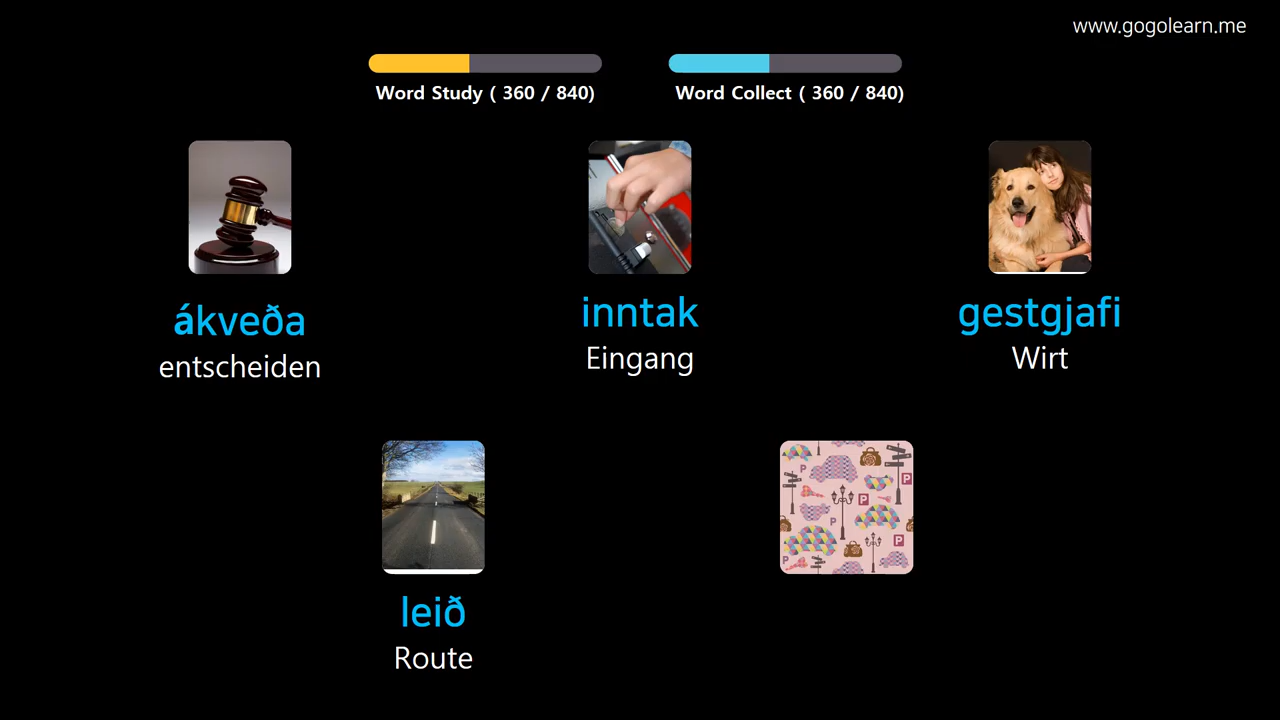 www.gogolearn.me
Word Study ( 360 / 840)
Word Collect ( 360 / 840)
ákveða
entscheiden
inntak
Eingang
gestgjafi
Wirt
leið
Route